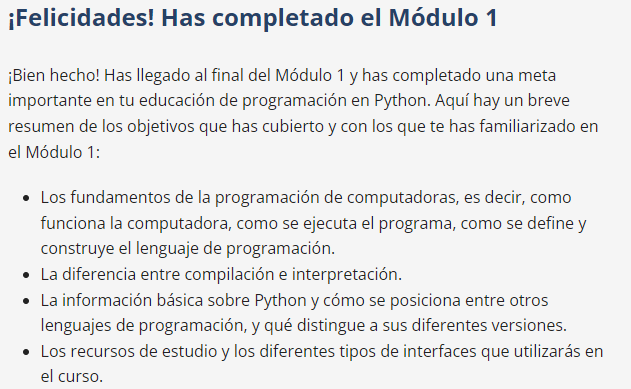 ¡Felicidades! Has completado el Módulo 1
¡Bien hecho! Has llegado al final del Módulo 1 y has completado una meta
importante en tu educación de programación en Python. Aquí hay un breve
resumen de los objetivos que has cubierto y con los que te has familiarizado en
el Módulo 1:
• Los fundamentos de la programación de computadoras, es decir, como
funciona la computadora, como se ejecuta el programa, como se define y
construye el lenguaje de programación.
• La diferencia entre compilación e interpretación.
• La información básica sobre Python y cómo se posiciona entre otros
lenguajes de programación, y qué distingue a sus diferentes versiones.
• Los recursos de estudio y los diferentes tipos de interfaces que utilizarás en
el curso.